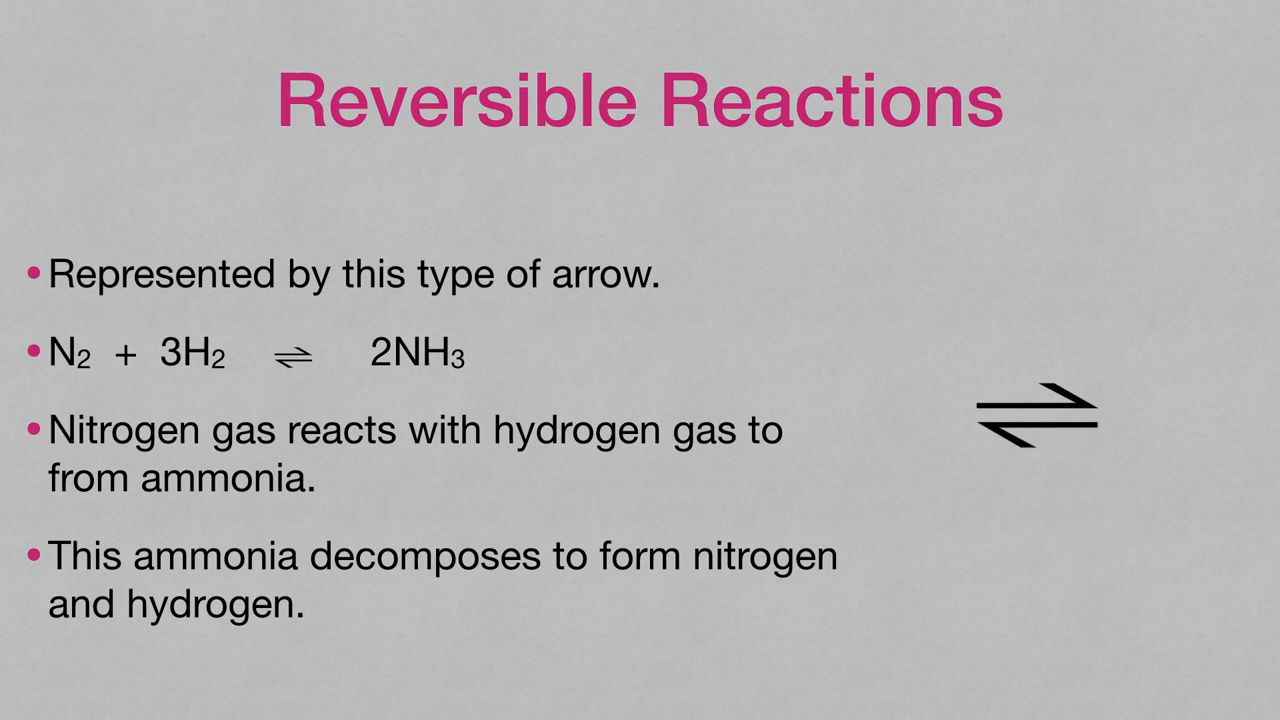 Reversible Reactions
•Represented by this type of arrow.
•N₂ + 3H₂ ⇌ 2NH₃
•Nitrogen gas reacts with hydrogen gas to
from ammonia.
•This ammonia decomposes to form nitrogen
and hydrogen.
⇌